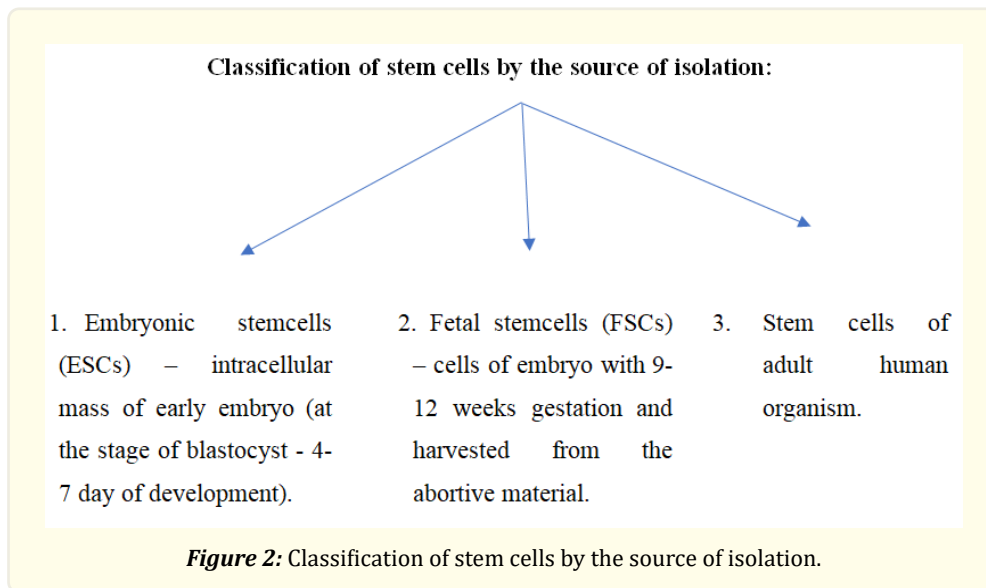 Classification of stem cells by the source of isolation:
1. Embryonic stemcells
(ESCs) – intracellular
mass of early embryo (at
the stage of blastocyst - 4-
7 day of development).
2. Fetal stemcells (FSCs)
– cells of embryo with 9-
12 weeks gestation and
harvested from the
abortive material.
3. Stem cells of
adult human
organism.
Figure 2: Classification of stem cells by the source of isolation.